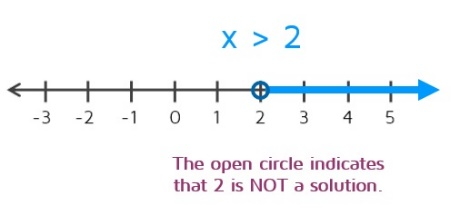 x > 2
-3 -2 -1 0 1 2 3 4 5
The open circle indicates
that 2 is NOT a solution.